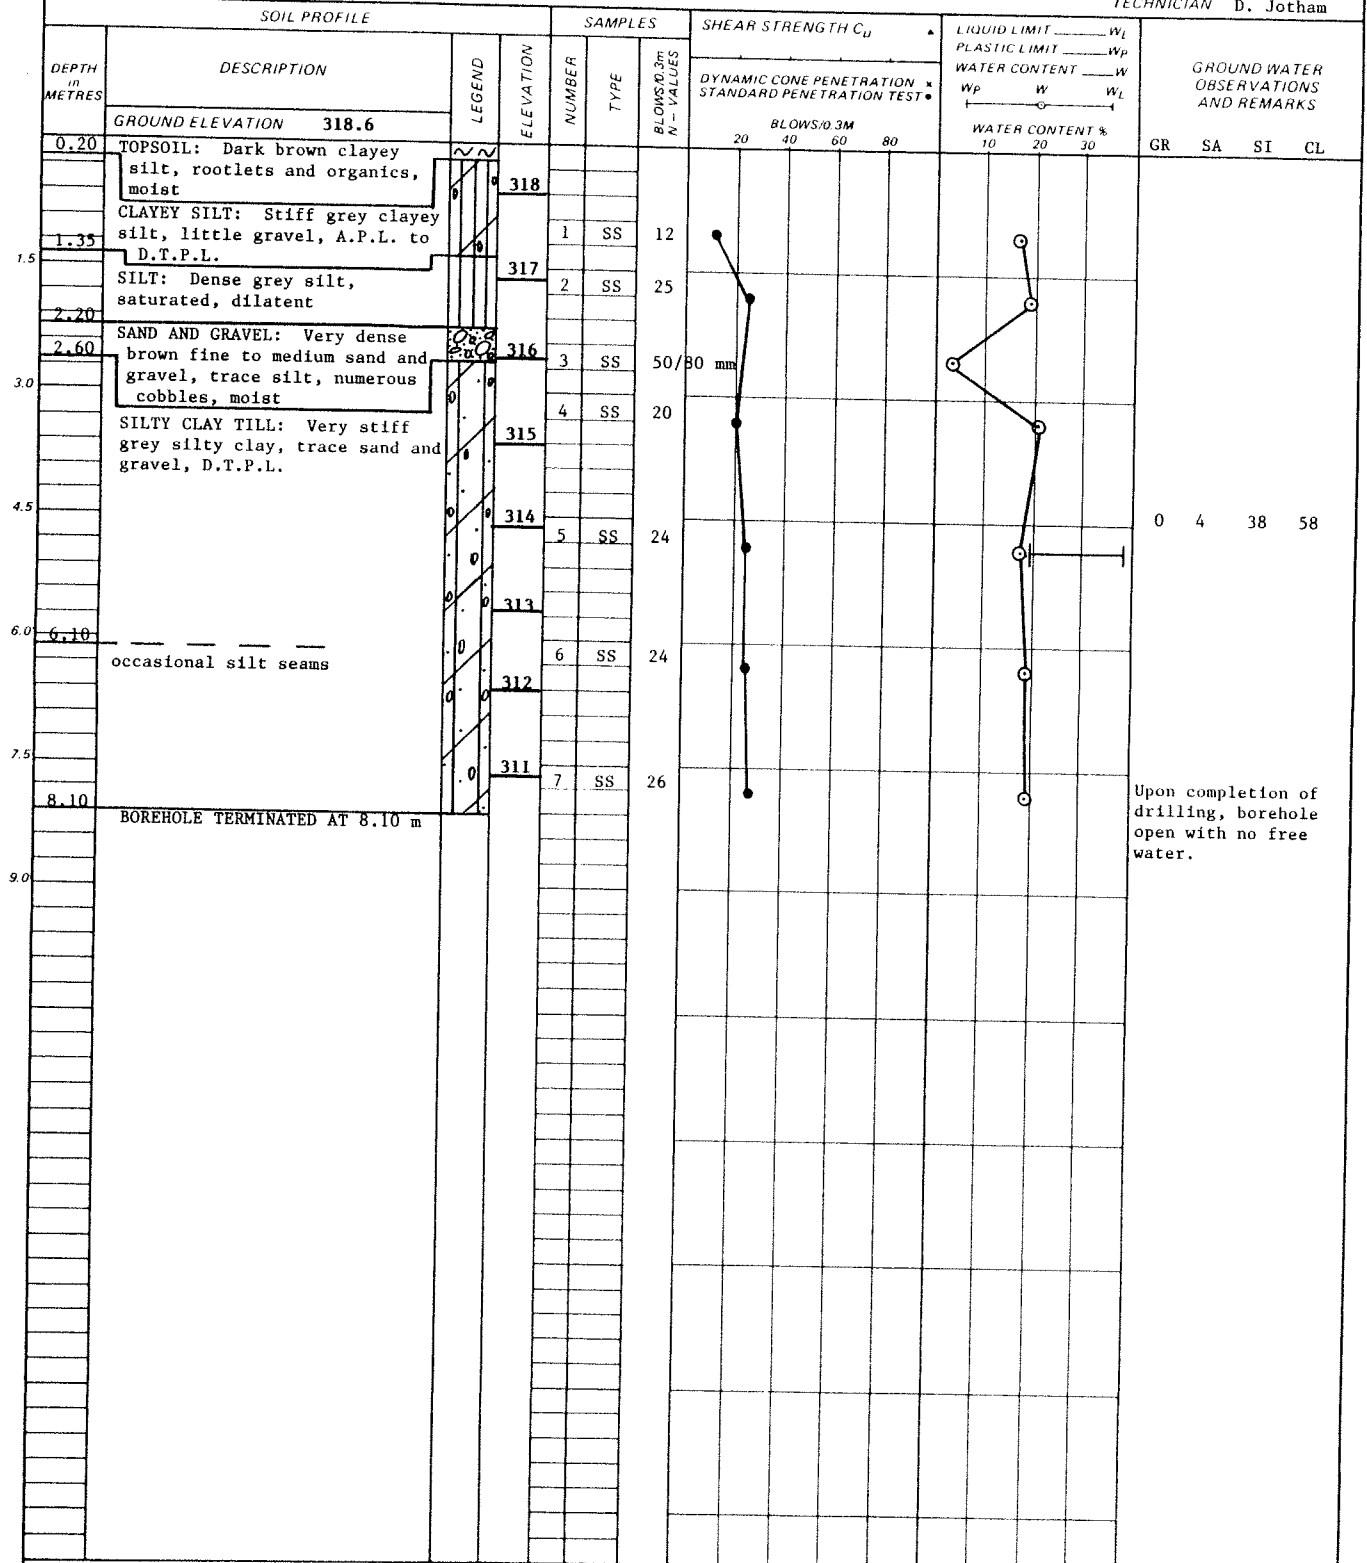 TECHNICIAN D. Jotham
SOIL PROFILE
SAMPLES
SHEAR STRENGTH Cu ▲
LIQUID LIMIT ______ WL
PLASTIC LIMIT ______ WP
WATER CONTENT ____ W
WP W WL
WATER CONTENT %
10 20 30
GROUND WATER
OBSERVATIONS
AND REMARKS
GR SA SI CL
DEPTH
in
METRES
DESCRIPTION
LEGEND
ELEVATION
NUMBER
TYPE
BLOWS/0.3m
N – VALUES
DYNAMIC CONE PENETRATION ×
STANDARD PENETRATION TEST ●
BLOWS/0.3M
20 40 60 80
GROUND ELEVATION 318.6
0.20 TOPSOIL: Dark brown clayey
silt, rootlets and organics,
moist
318
CLAYEY SILT: Stiff grey clayey
silt, little gravel, A.P.L. to
D.T.P.L.
1 SS 12
1.35
1.5
317
SILT: Dense grey silt,
saturated, dilatent
2 SS 25
2.20
SAND AND GRAVEL: Very dense
brown fine to medium sand and
gravel, trace silt, numerous
cobbles, moist
2.60
316
3 SS 50/80 mm
3.0
4 SS 20
SILTY CLAY TILL: Very stiff
grey silty clay, trace sand and
gravel, D.T.P.L.
315
4.5
314
5 SS 24
0 4 38 58
313
6.0
6.10
occasional silt seams
6 SS 24
312
7.5
311
7 SS 26
8.10
BOREHOLE TERMINATED AT 8.10 m
Upon completion of
drilling, borehole
open with no free
water.
9.0